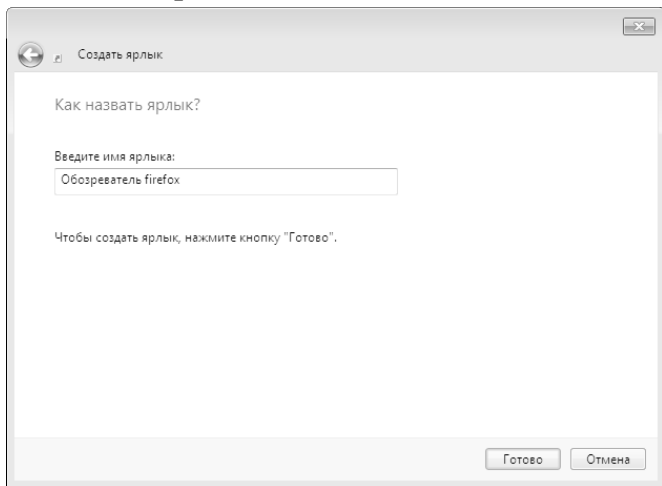 Создать ярлык
Как назвать ярлык?
Введите имя ярлыка:
Обозреватель firefox
Чтобы создать ярлык, нажмите кнопку "Готово".
Готово
Отмена